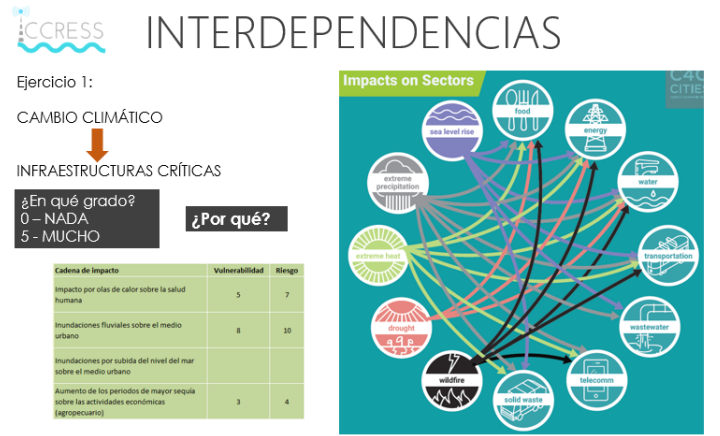 ICCRESS
INTERDEPENDENCIAS
Ejercicio 1:
CAMBIO CLIMÁTICO
INFRAESTRUCTURAS CRÍTICAS
¿En qué grado?
0 – NADA
5 - MUCHO
¿Por qué?
Cadena de impacto Vulnerabilidad Riesgo
Impacto por olas de calor sobre la salud
humana
5 7
Inundaciones fluviales sobre el medio
urbano
8 10
Inundaciones por subida del nivel del mar
sobre el medio urbano
Aumento de los periodos de mayor sequía
sobre las actividades económicas
(agropecuario)
3 4
Impacts on Sectors
C40
CITIES
food
energy
water
transportation
wastewater
telecomm
solid waste
wildfire
drought
extreme heat
extreme
precipitation
sea level rise